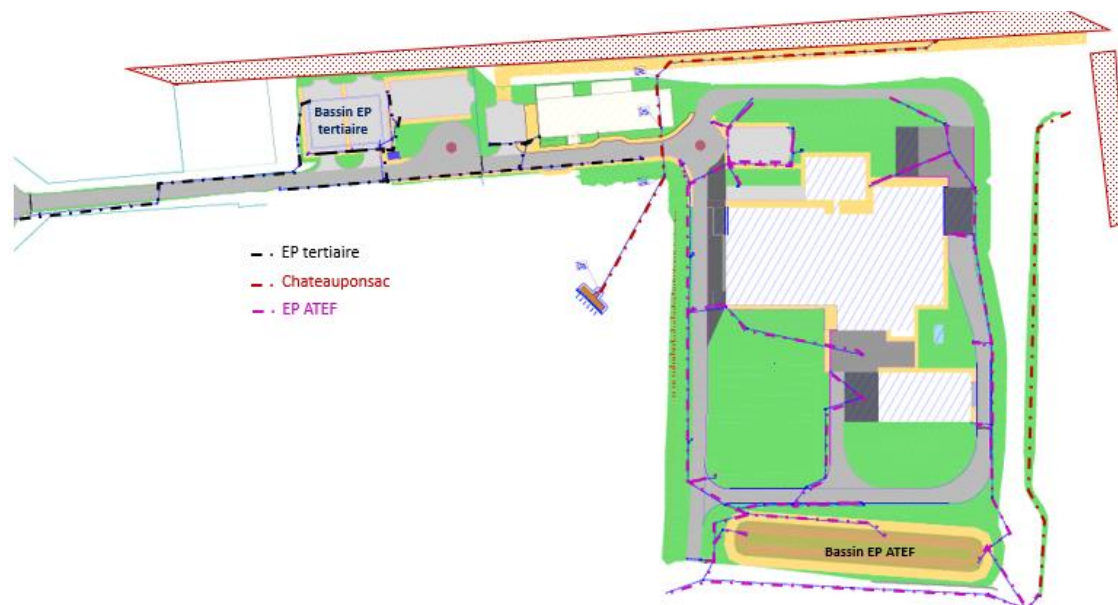 Bassin EP
tertiaire
EP tertiaire
Chateauponsac
EP ATEF
Bassin EP ATEF